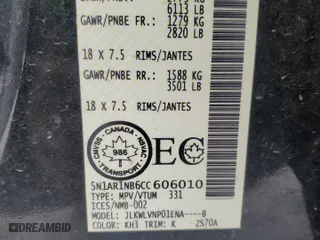 6113 LB
GAWR/PNBE FR.: 1279 KG
2820 LB
18 X 7.5 RIMS/JANTES
GAWR/PNBE RR.: 1588 KG
3501 LB
18 X 7.5 RIMS/JANTES
CANADA
CMVSS NSVAC
986
TRANSPORT
EC
5N1AR1NB6CC606010
TYPE: MPV/VTUM 331
ICES/NMB-002
MODEL: JLKWLVNP01ENA----B
COLOR: KH3 TRIM: K 2S70A
DREAMBID